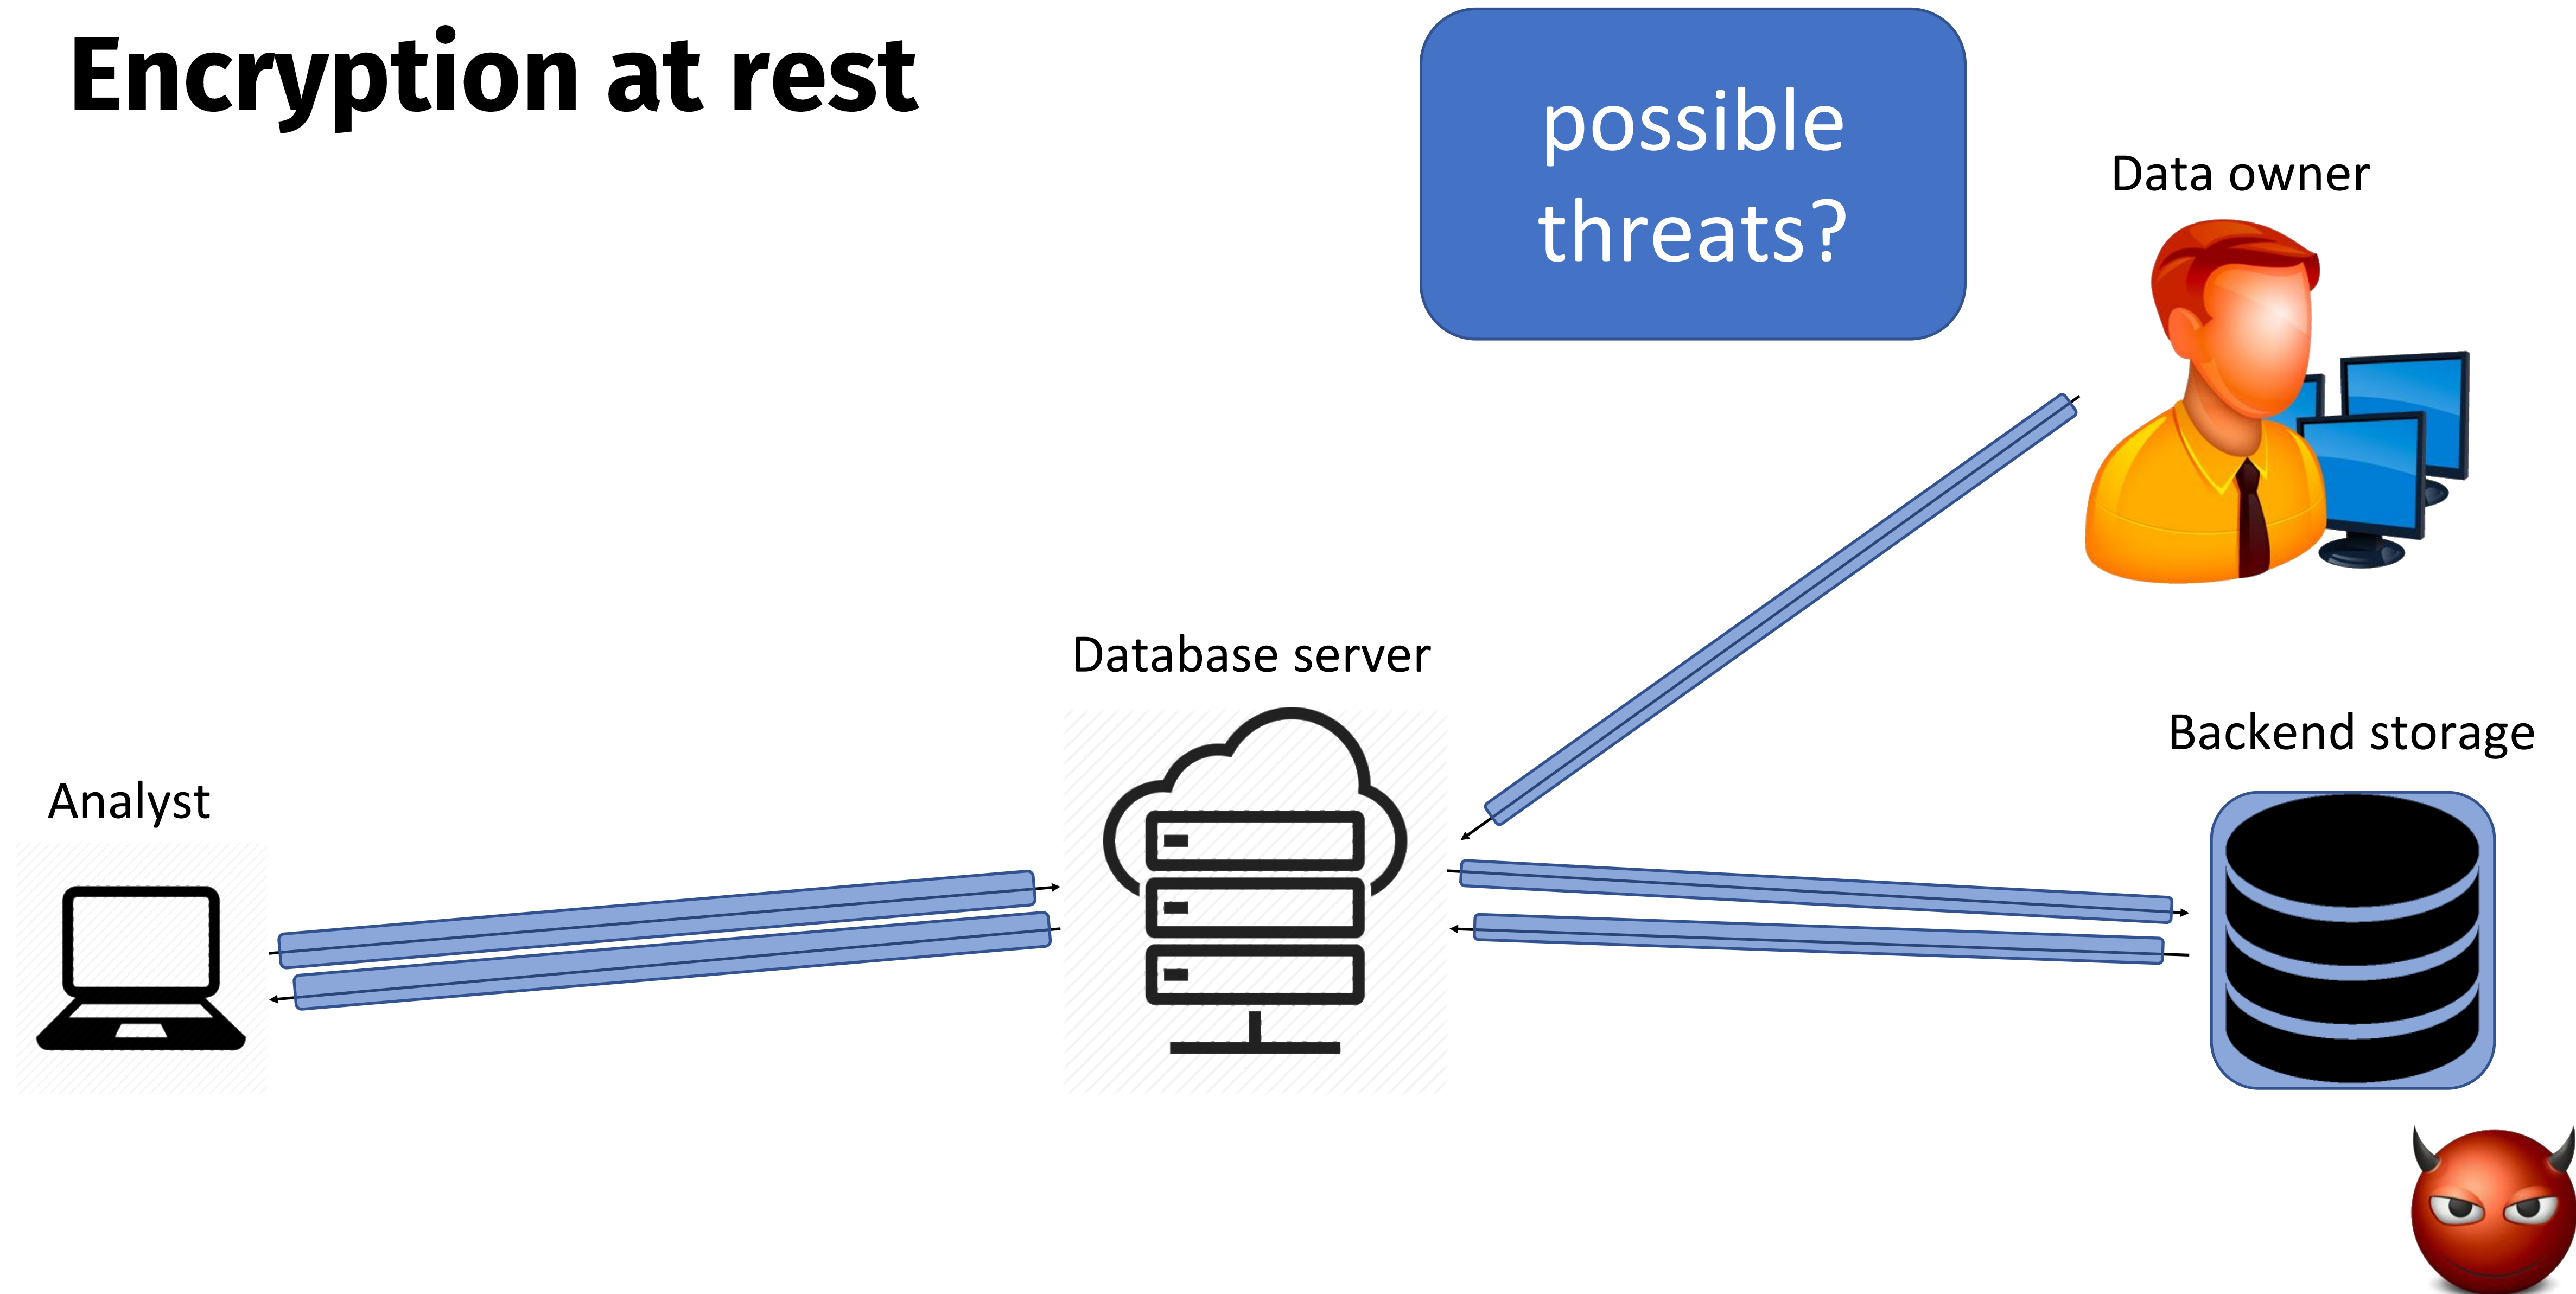 Encryption at rest
possible
threats?
Data owner
Database server
Backend storage
Analyst